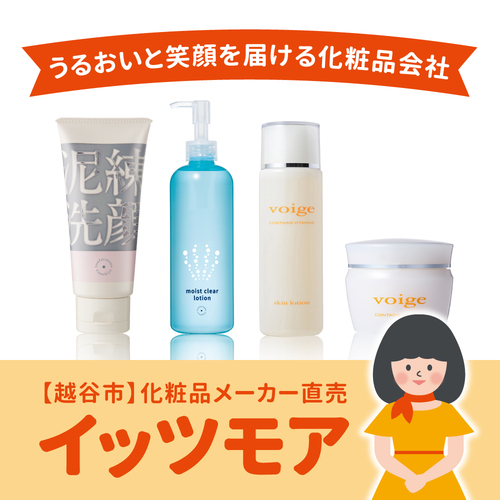 うるおいと笑顔を届ける化粧品会社
泥練
洗顔
moist clear
lotion
voige
skin lotion
voige
【越谷市】化粧品メーカー直売
イッツモア